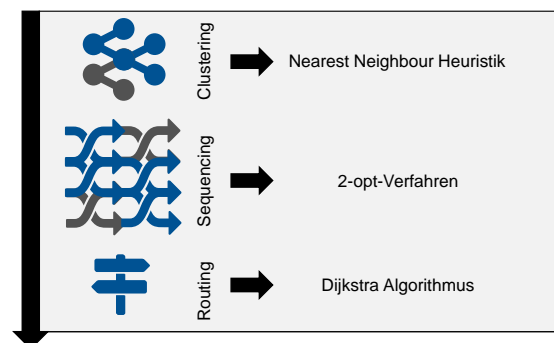 Clustering
Nearest Neighbour Heuristik
Sequencing
2-opt-Verfahren
Routing
Dijkstra Algorithmus